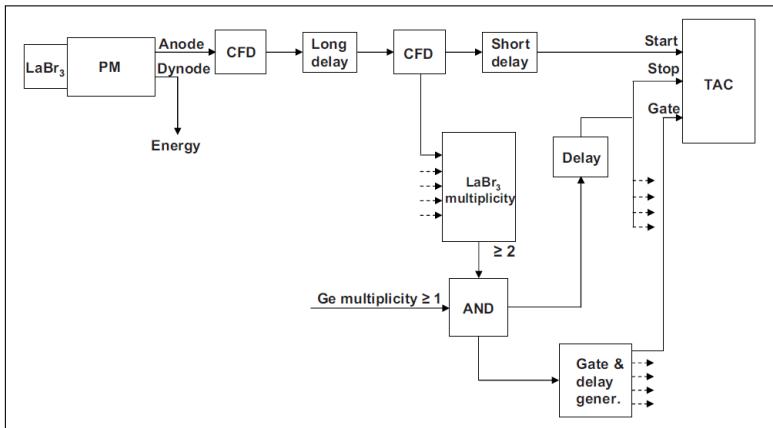 LaBr₃
PM
Anode
Dynode
Energy
CFD
Long
delay
CFD
Short
delay
Start
Stop
Gate
TAC
LaBr₃
multiplicity
Delay
≥ 2
Ge multiplicity ≥ 1
AND
Gate &
delay
gener.